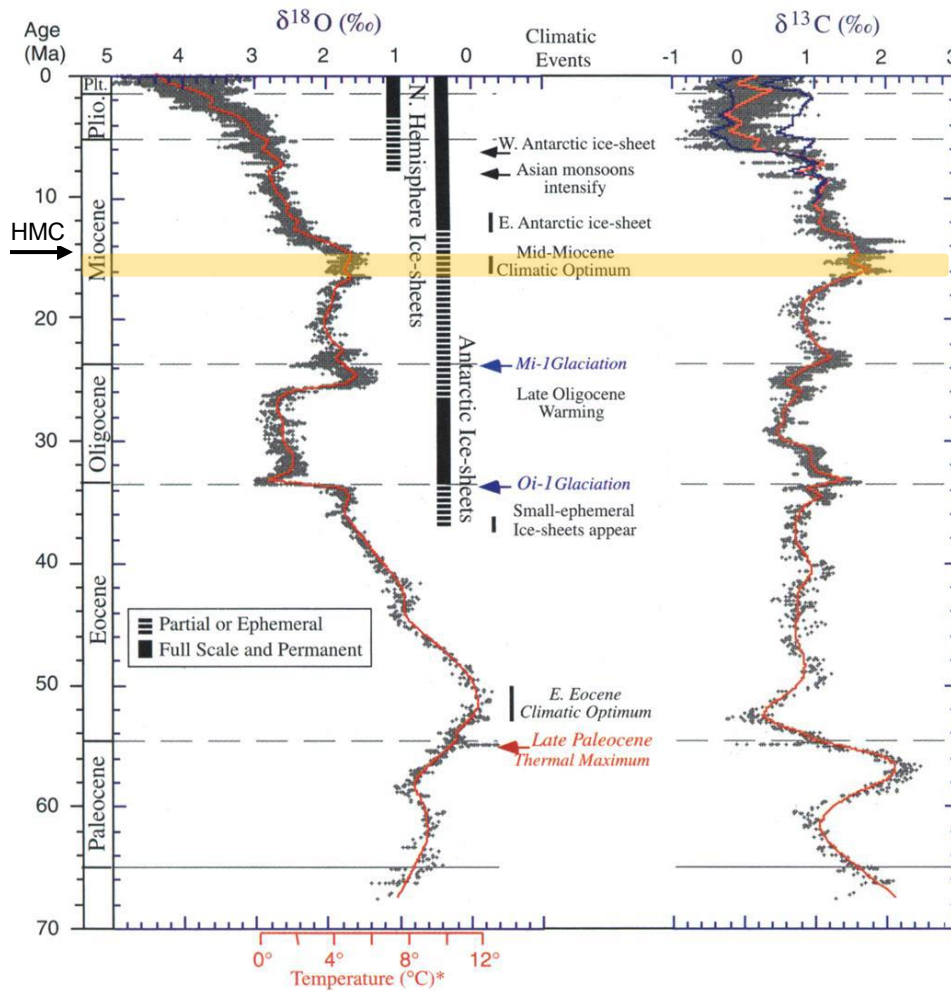 Age
(Ma)
δ18O (‰)
Climatic
Events
δ13C (‰)
5 4 3 2 1 0
-1 0 1 2 3
0
10
20
30
40
50
60
70
Plt.
Plio.
Miocene
Oligocene
Eocene
Paleocene
HMC
N. Hemisphere Ice-sheets
Antarctic Ice-sheets
W. Antarctic ice-sheet
Asian monsoons
intensify
E. Antarctic ice-sheet
Mid-Miocene
Climatic Optimum
Mi-1Glaciation
Late Oligocene
Warming
Oi-1Glaciation
Small-ephemeral
Ice-sheets appear
Partial or Ephemeral
Full Scale and Permanent
E. Eocene
Climatic Optimum
Late Paleocene
Thermal Maximum
0° 4° 8° 12°
Temperature (°C)*